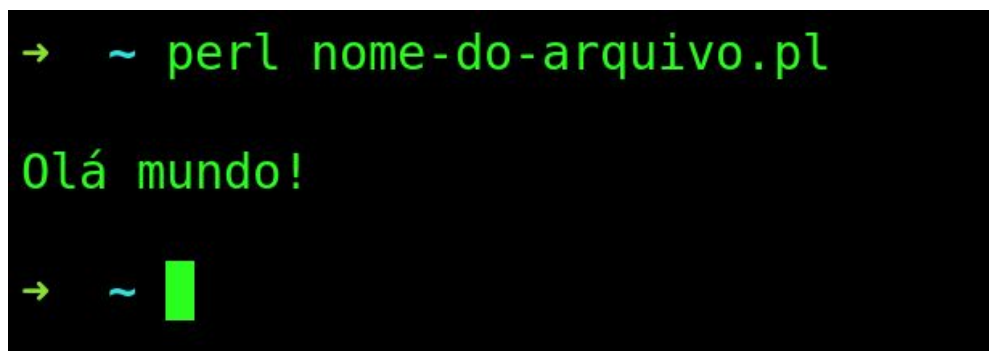 ➜ ~ perl nome-do-arquivo.pl
Olá mundo!
➜ ~